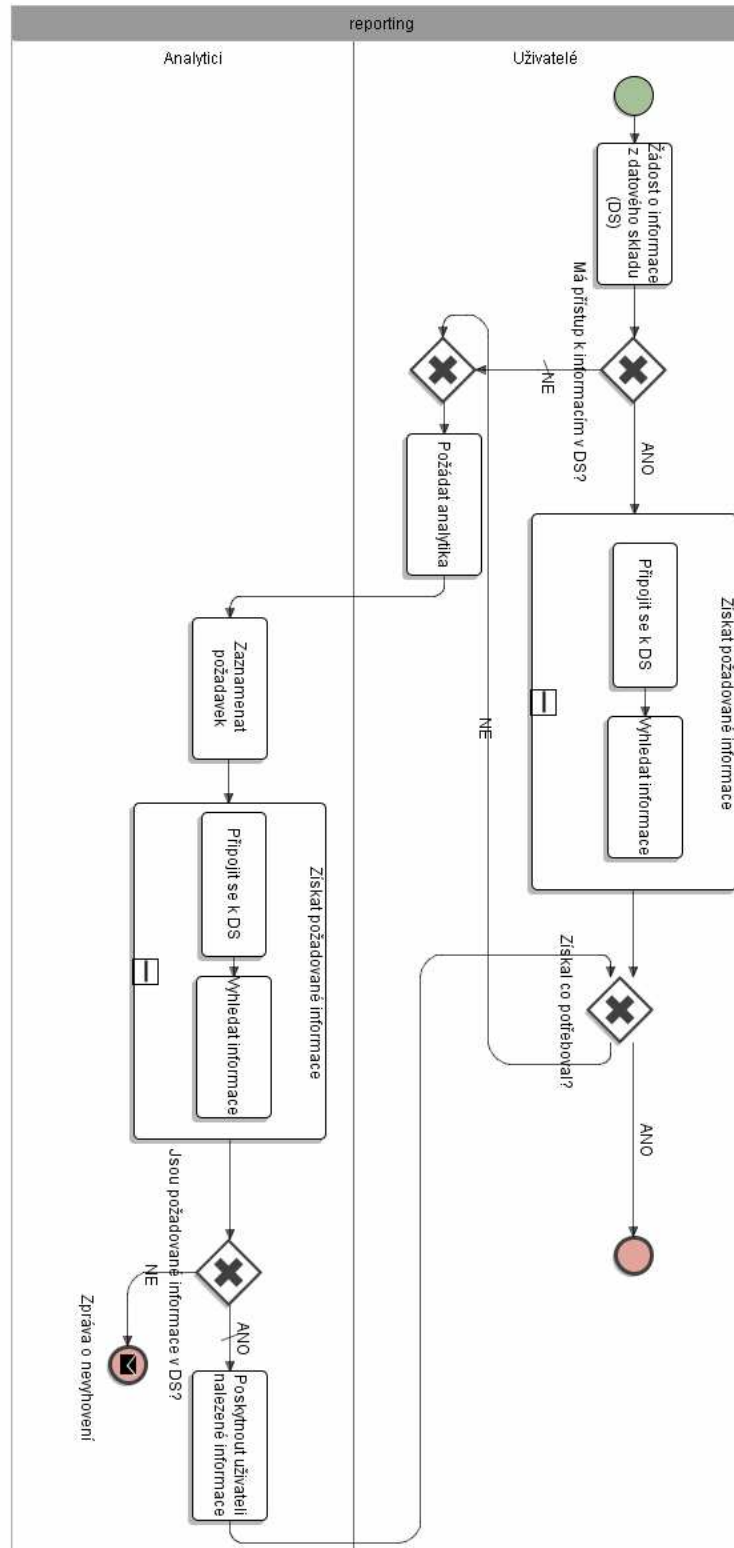 reporting
Analytici
Uživatelé
Žádost o informace
z datového skladu
(DS)
Má přístup k informacím v DS?
NE
ANO
Požádat analytika
Získat požadované informace
Připojit se k DS
Vyhledat informace
Zaznamenat
požadavek
NE
Získat požadované informace
Připojit se k DS
Vyhledat informace
Získal co potřeboval?
ANO
Jsou požadované informace v DS?
NE
ANO
Zpráva o nevyhovení
Poskytnout uživateli
nalezené informace